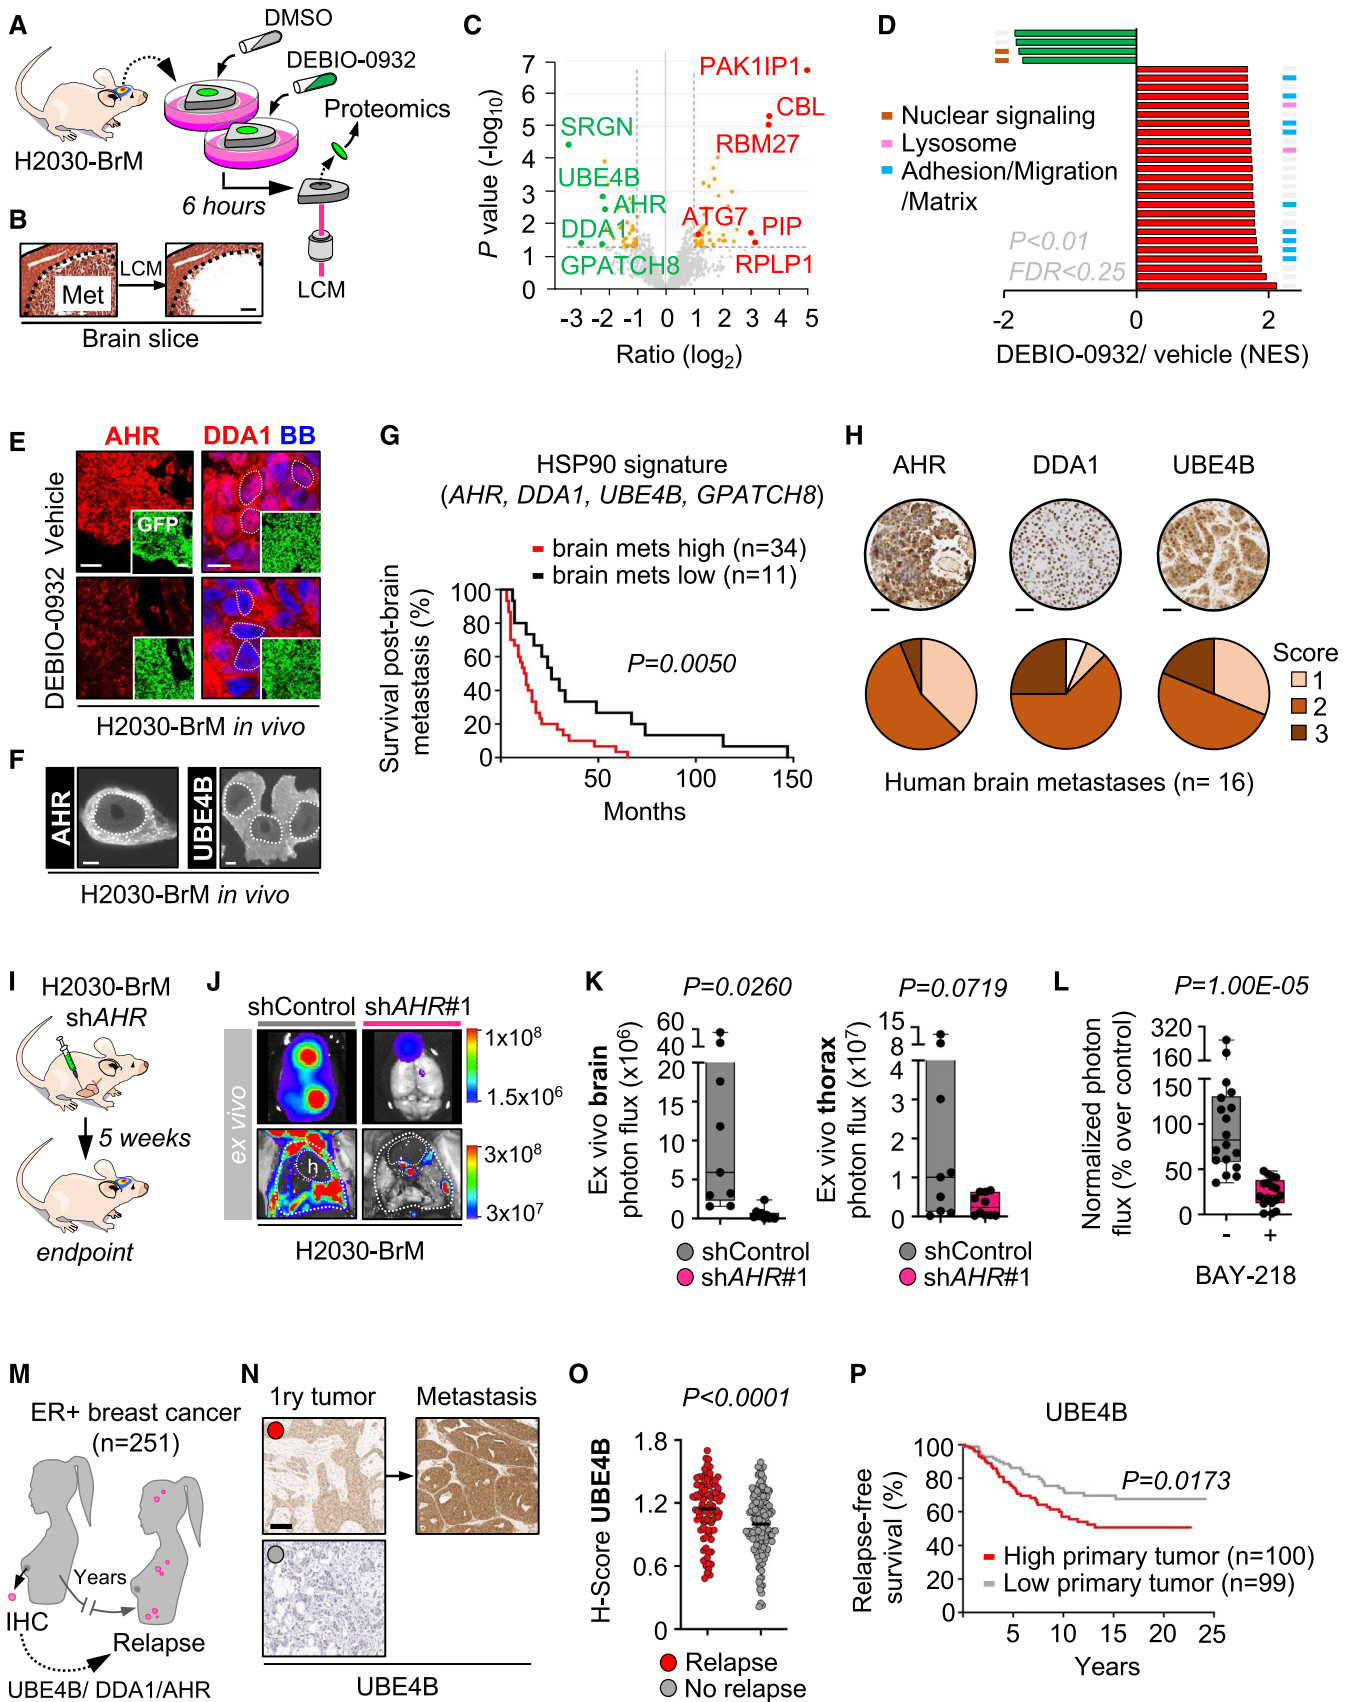 A
DMSO
DEBIO-0932
Proteomics
H2030-BrM
6 hours
LCM
B
LCM
Met
Brain slice
C
P value (-log10)
7
6
5
4
3
2
1
0
PAK1IP1
CBL
RBM27
SRGN
UBE4B
AHR
DDA1
GPATCH8
ATG7
PIP
RPLP1
-3 -2 -1 0 1 2 3 4 5
Ratio (log2)
D
Nuclear signaling
Lysosome
Adhesion/Migration
/Matrix
P<0.01
FDR<0.25
-2 0 2
DEBIO-0932/ vehicle (NES)
E
AHR DDA1 BB
DEBIO-0932 Vehicle
GFP
H2030-BrM in vivo
F
AHR
UBE4B
H2030-BrM in vivo
G
HSP90 signature
(AHR, DDA1, UBE4B, GPATCH8)
brain mets high (n=34)
brain mets low (n=11)
Survival post-brain
metastasis (%)
100
80
60
40
20
0
P=0.0050
50 100 150
Months
H
AHR DDA1 UBE4B
Score
1
2
3
Human brain metastases (n= 16)
I
H2030-BrM
shAHR
5 weeks
endpoint
J
shControl shAHR#1
ex vivo
1x108
1.5x106
h
3x108
3x107
H2030-BrM
K
P=0.0260
Ex vivo brain
photon flux (x106)
60
40
20
15
10
5
0
shControl
shAHR#1
P=0.0719
Ex vivo thorax
photon flux (x107)
15
8
4
3
2
1
0
shControl
shAHR#1
L
P=1.00E-05
Normalized photon
flux (% over control)
320
160
150
100
50
0
- +
BAY-218
M
ER+ breast cancer
(n=251)
Years
IHC
Relapse
UBE4B/ DDA1/AHR
N
1ry tumor Metastasis
UBE4B
O
P<0.0001
H-Score UBE4B
1.8
1.2
0.6
0
Relapse
No relapse
P
UBE4B
Relapse-free
survival (%)
100
80
60
40
20
0
P=0.0173
High primary tumor (n=100)
Low primary tumor (n=99)
5 10 15 20 25
Years